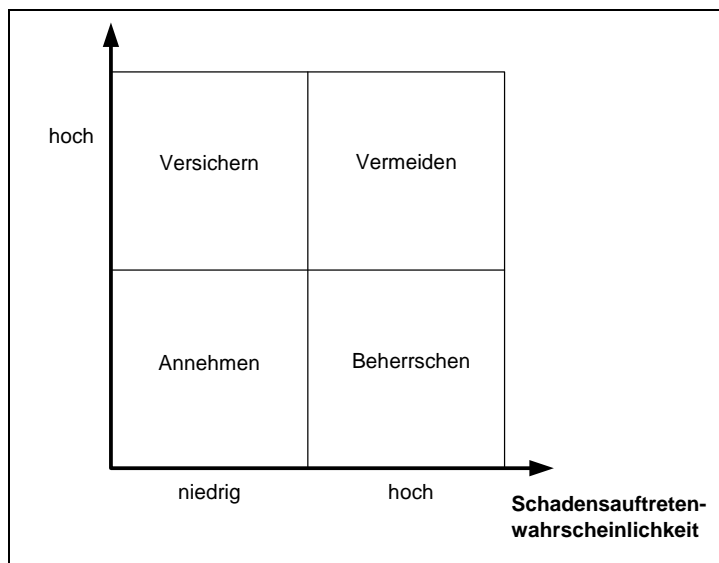 hoch
Versichern
Vermeiden
Annehmen
Beherrschen
niedrig
hoch
Schadensauftreten-
wahrscheinlichkeit